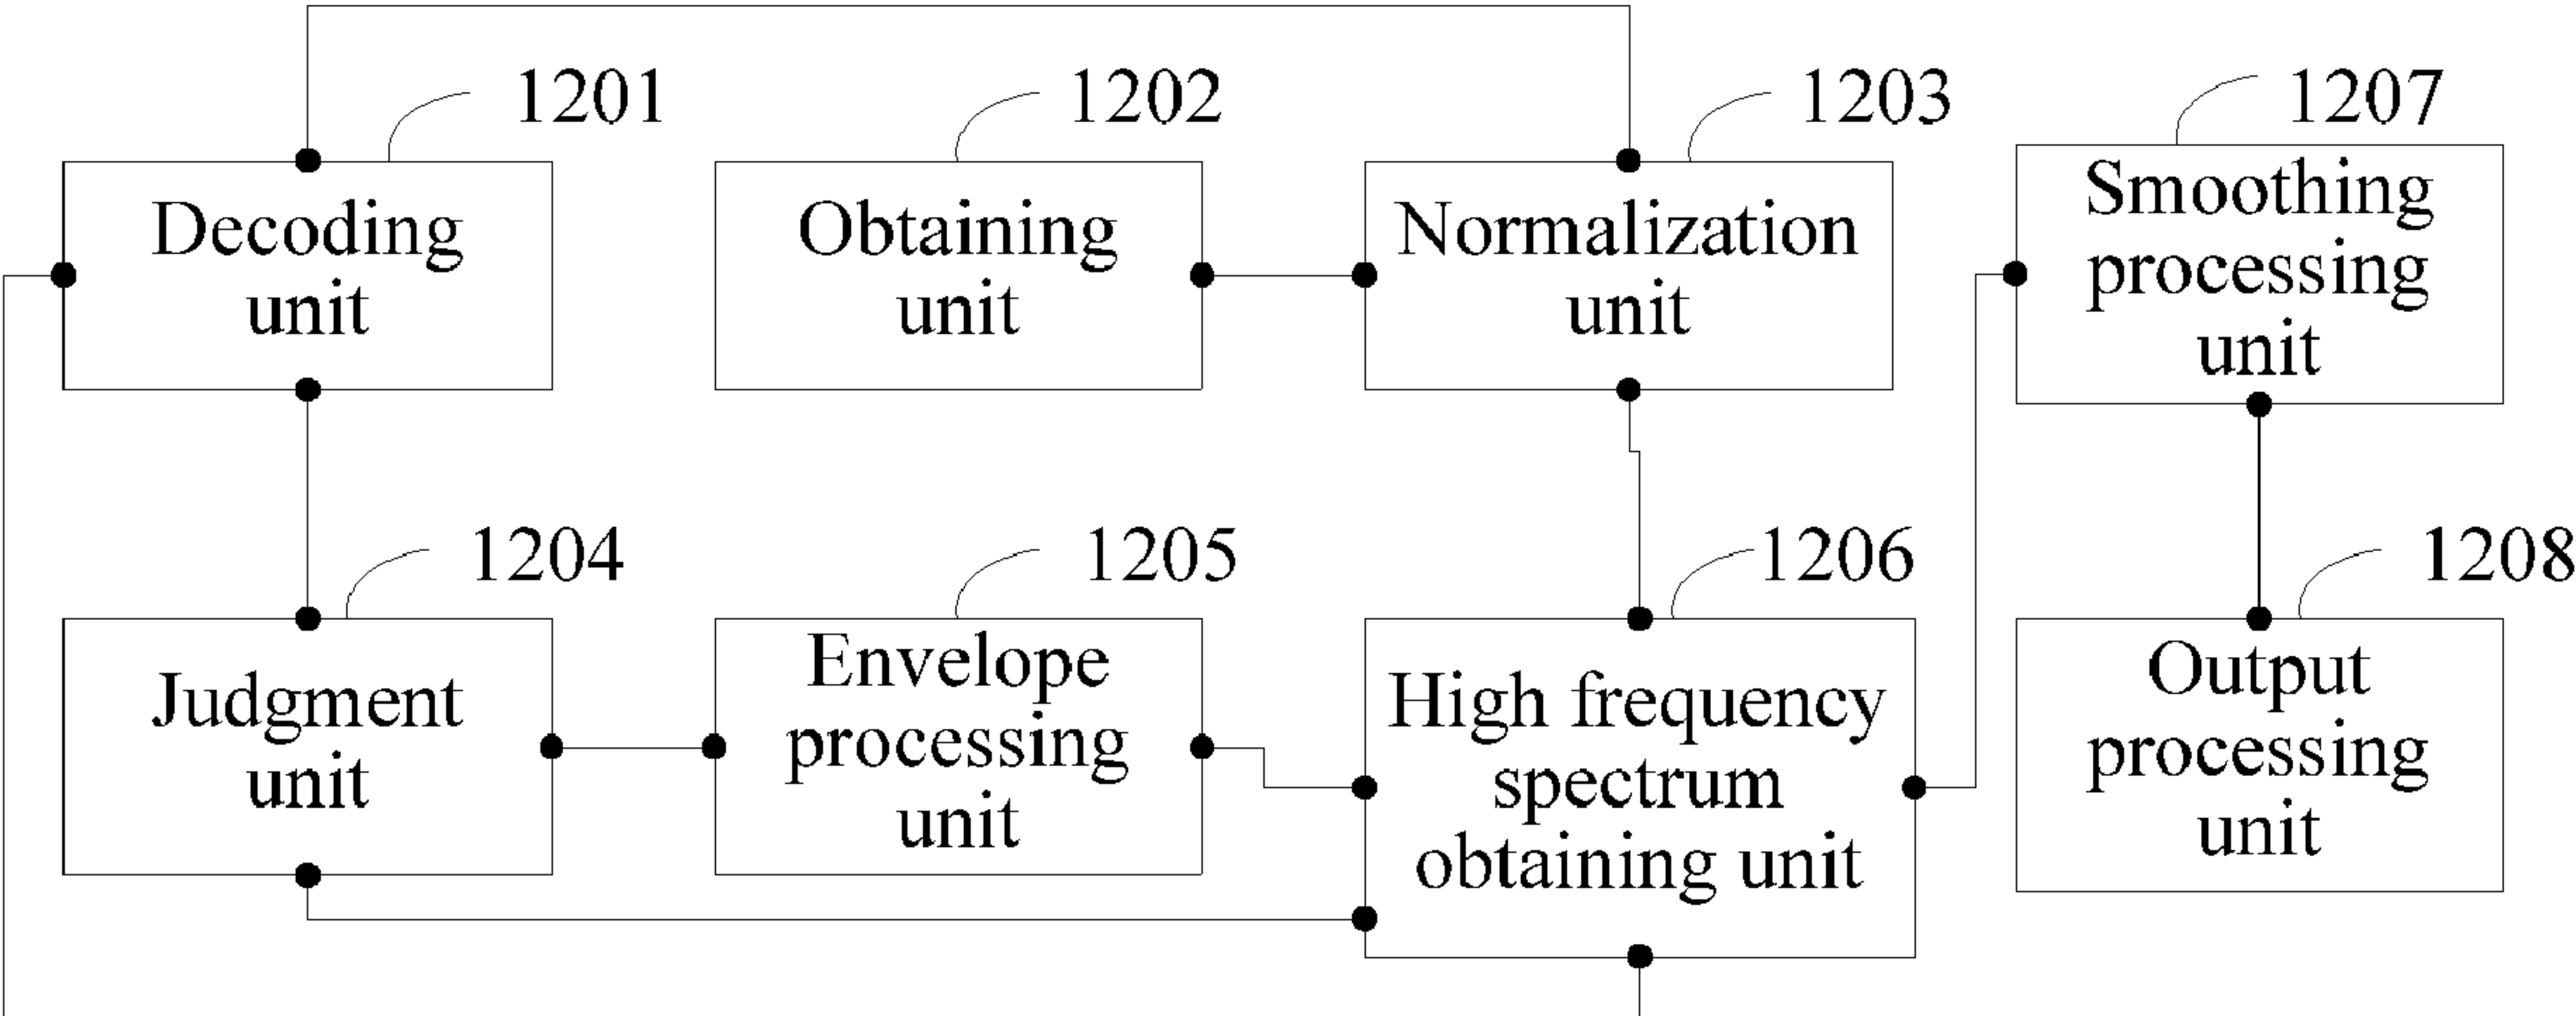 1201
1202
1203
1207
Decoding
unit
Obtaining
unit
Normalization
unit
Smoothing
processing
unit
1204
1205
1206
1208
Judgment
unit
Envelope
processing
unit
High frequency
spectrum
obtaining unit
Output
processing
unit